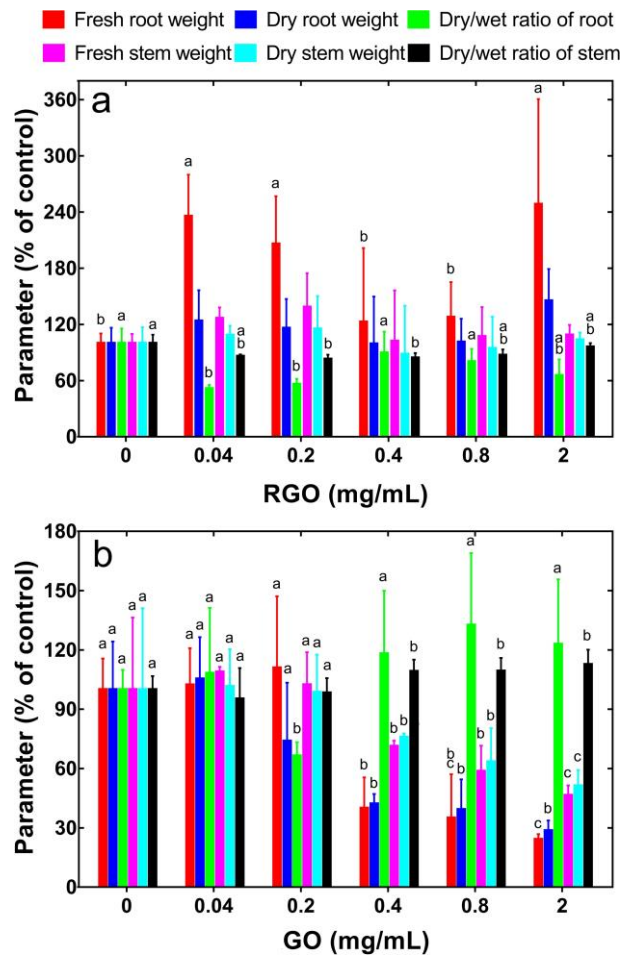 Fresh root weight Dry root weight Dry/wet ratio of root
Fresh stem weight Dry stem weight Dry/wet ratio of stem
a
Parameter (% of control)
360
300
240
180
120
60
0
b a a
a b a b
a b b
b a b
b a a b
a a b a b
0 0.04 0.2 0.4 0.8 2
RGO (mg/mL)
b
Parameter (% of control)
180
150
120
90
60
30
0
a a a a a a
a a a a a a
a a b a a a
b b a b b b
b c b a b b b
c b a c c b
0 0.04 0.2 0.4 0.8 2
GO (mg/mL)